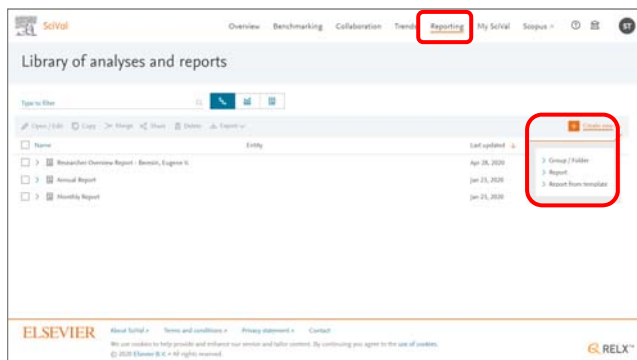 SciVal
Overview Benchmarking Collaboration Trends Reporting My SciVal Scopus ST
Library of analyses and reports
Type to filter
Open / Edit Copy Merge Share Delete Export
Create new
Name Entity Last updated
Researcher Overview Report - Apr 28, 2020
Annual Report Jan 23, 2020
Monthly Report Jan 23, 2020
Group / Folder
Report
Report from template
ELSEVIER
About SciVal Terms and conditions Privacy statement Contact
We use cookies to help provide and enhance our service and tailor content. By continuing you agree to the use of cookies.
© 2020 Elsevier B.V. All rights reserved.
RELX™